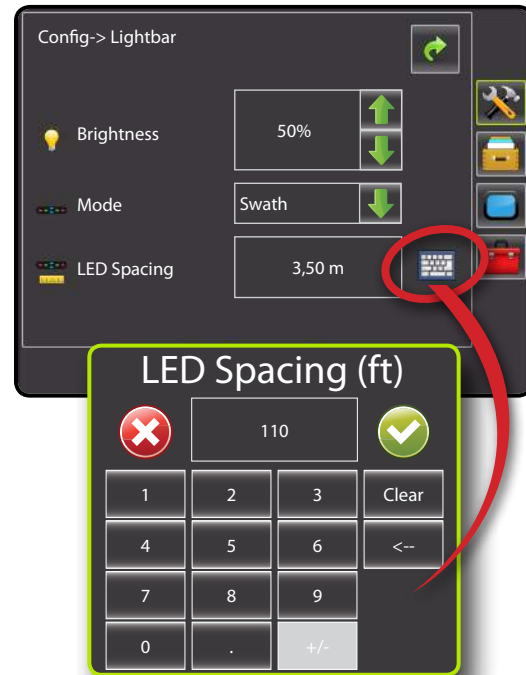 Config-> Lightbar
Brightness
50%
Mode
Swath
LED Spacing
3,50 m
LED Spacing (ft)
110
1 2 3 Clear
4 5 6 <--
7 8 9
0 . +/-